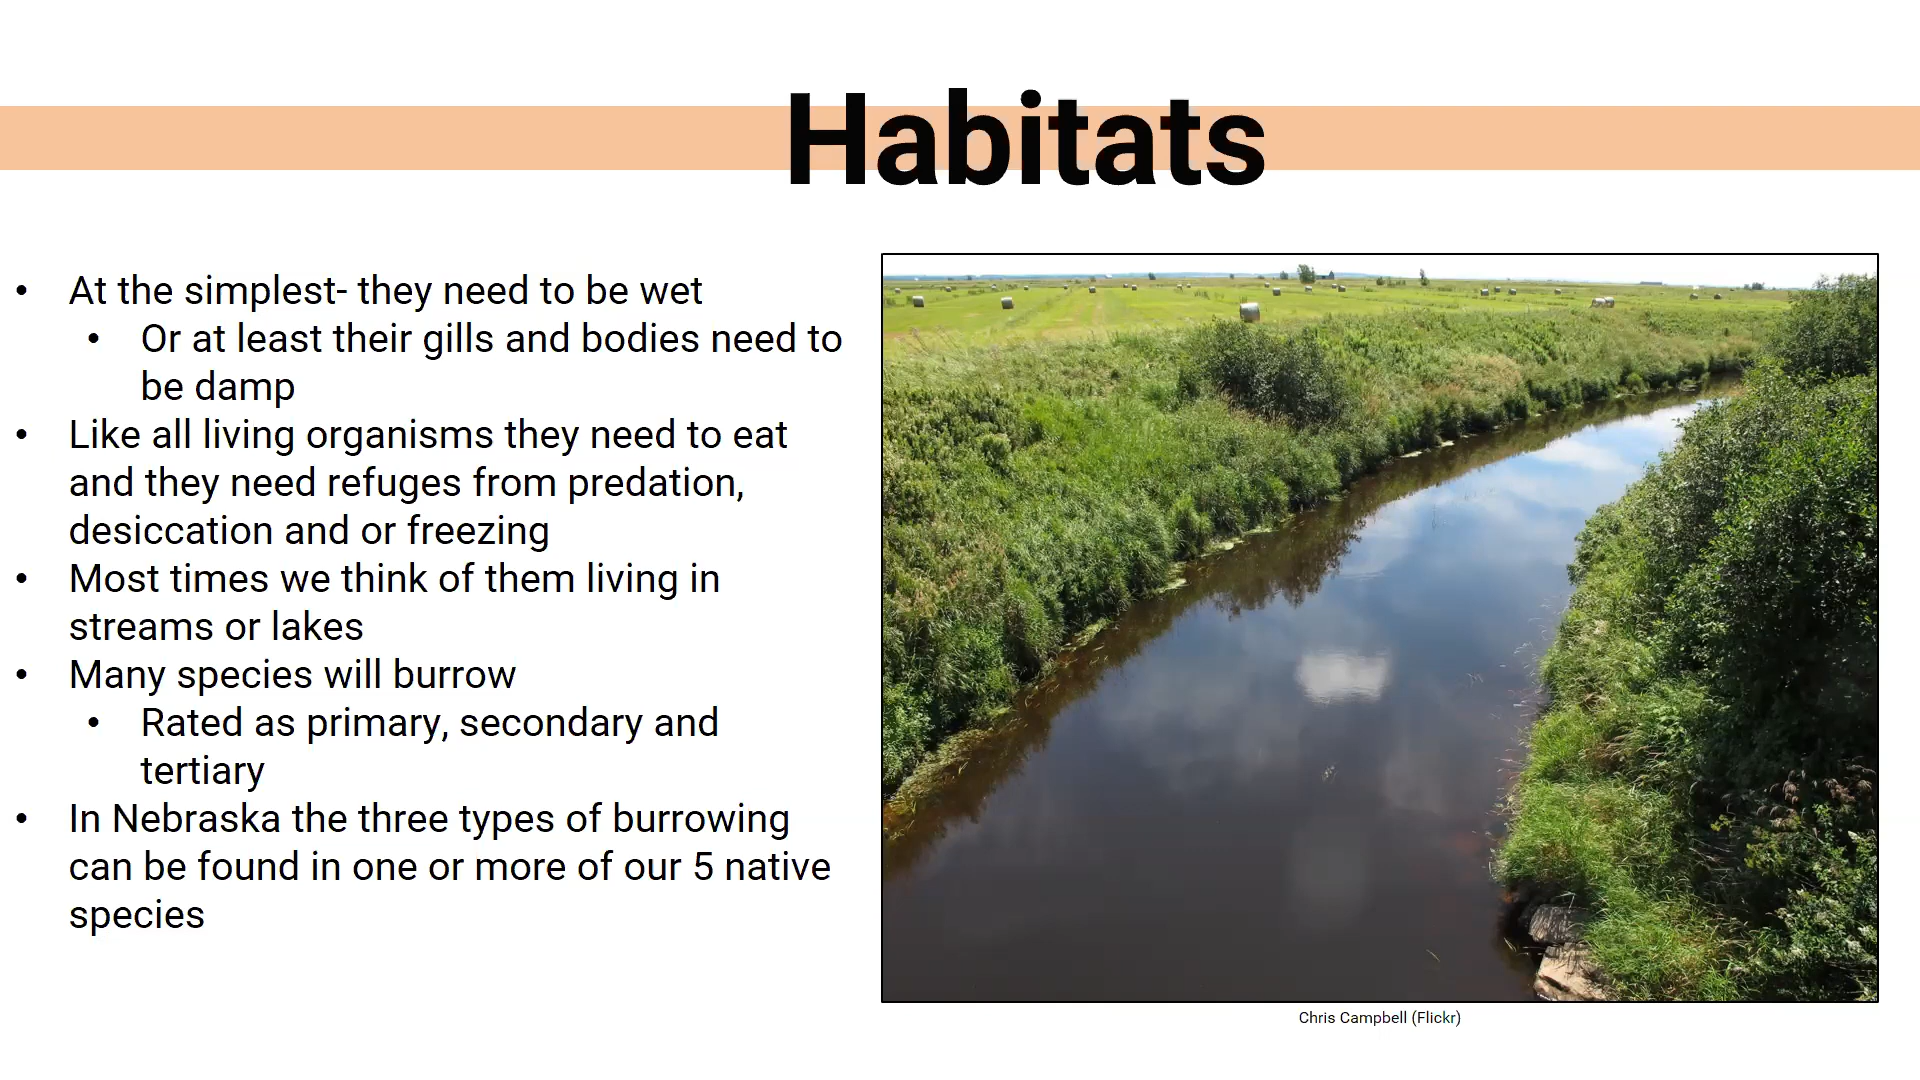 Habitats
• At the simplest- they need to be wet
• Or at least their gills and bodies need to
be damp
• Like all living organisms they need to eat
and they need refuges from predation,
desiccation and or freezing
• Most times we think of them living in
streams or lakes
• Many species will burrow
• Rated as primary, secondary and
tertiary
• In Nebraska the three types of burrowing
can be found in one or more of our 5 native
species
Chris Campbell (Flickr)